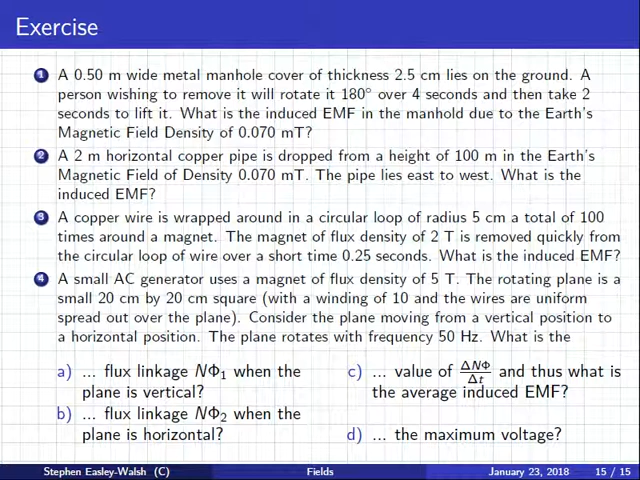 Exercise
1 A 0.50 m wide metal manhole cover of thickness 2.5 cm lies on the ground. A
person wishing to remove it will rotate it 180° over 4 seconds and then take 2
seconds to lift it. What is the induced EMF in the manhold due to the Earth's
Magnetic Field Density of 0.070 mT?
2 A 2 m horizontal copper pipe is dropped from a height of 100 m in the Earth's
Magnetic Field of Density 0.070 mT. The pipe lies east to west. What is the
induced EMF?
3 A copper wire is wrapped around in a circular loop of radius 5 cm a total of 100
times around a magnet. The magnet of flux density of 2 T is removed quickly from
the circular loop of wire over a short time 0.25 seconds. What is the induced EMF?
4 A small AC generator uses a magnet of flux density of 5 T. The rotating plane is a
small 20 cm by 20 cm square (with a winding of 10 and the wires are uniform
spread out over the plane). Consider the plane moving from a vertical position to
a horizontal position. The plane rotates with frequency 50 Hz. What is the
a) ... flux linkage NΦ₁ when the
plane is vertical?
b) ... flux linkage NΦ₂ when the
plane is horizontal?
c) ... value of ΔNΦ/Δt and thus what is
the average induced EMF?
d) ... the maximum voltage?
Stephen Easley-Walsh (C) Fields January 23, 2018 15 / 15